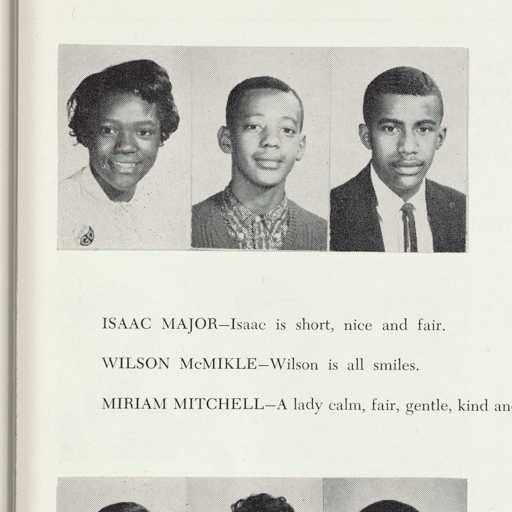 ISAAC MAJOR—Isaac is short, nice and fair.
WILSON McMIKLE—Wilson is all smiles.
MIRIAM MITCHELL—A lady calm, fair, gentle, kind an